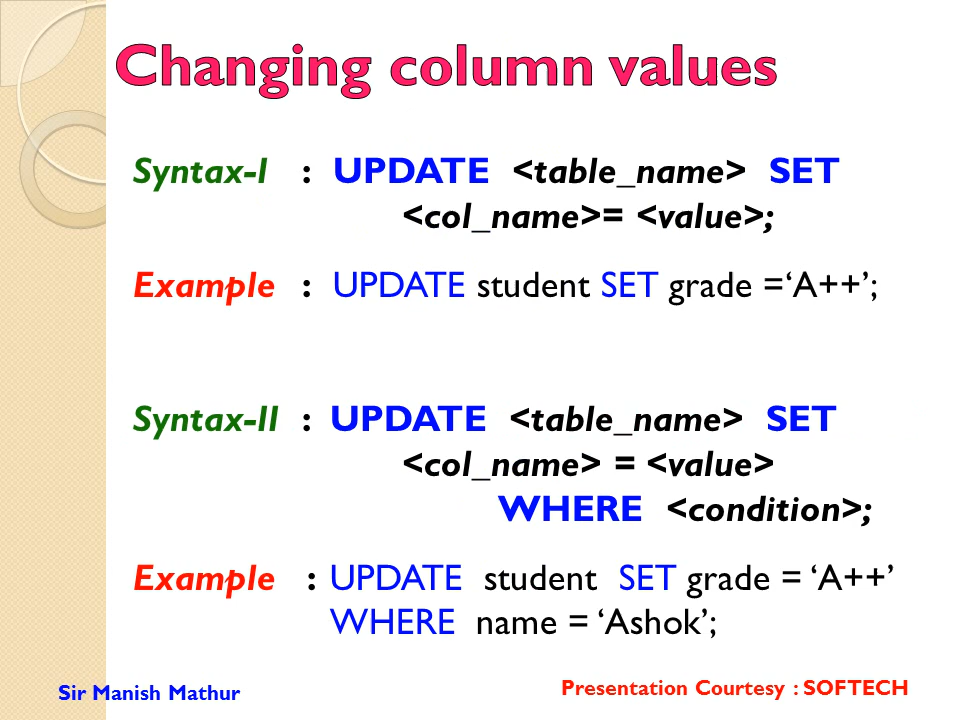 Changing column values
Syntax-I : UPDATE <table_name> SET
<col_name>= <value>;
Example : UPDATE student SET grade =‘A++’;
Syntax-II : UPDATE <table_name> SET
<col_name> = <value>
WHERE <condition>;
Example : UPDATE student SET grade = ‘A++’
WHERE name = ‘Ashok’;
Sir Manish Mathur
Presentation Courtesy : SOFTECH